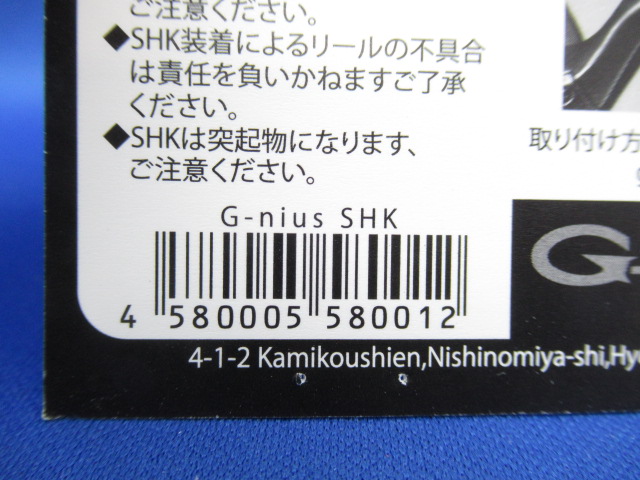 ご注意ください。
◆SHK装着によるリールの不具合
は責任を負いかねますご了承
ください。
◆SHKは突起物になります、
ご注意ください。
取り付け方
G-nius SHK
4 580005 580012
G-
4-1-2 Kamikoushien,Nishinomiya-shi,Hyo